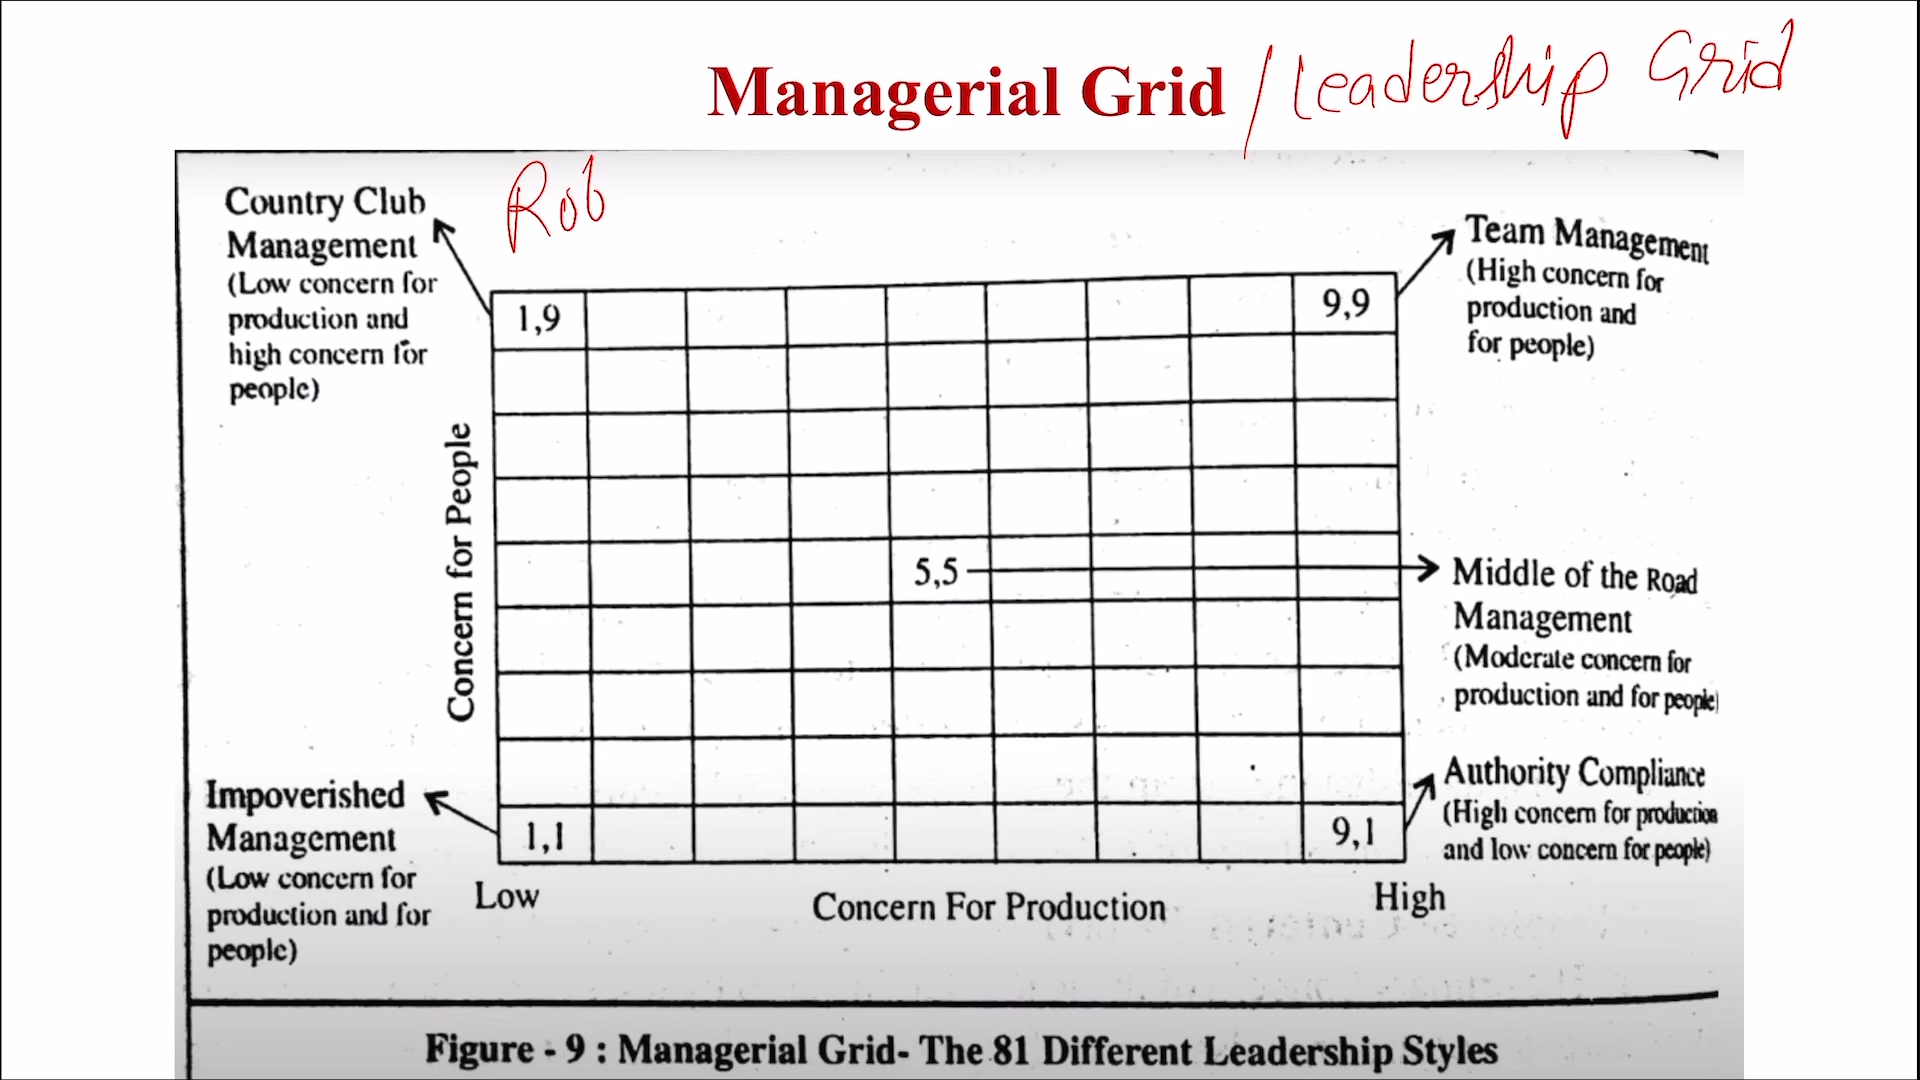 Managerial Grid / Leadership Grid
Rob
Country Club
Management
(Low concern for
production and
high concern for
people)
Team Management
(High concern for
production and
for people)
1,9
9,9
Concern for People
5,5
Middle of the Road
Management
(Moderate concern for
production and for people)
Authority Compliance
(High concern for production
and low concern for people)
Impoverished
Management
(Low concern for
production and for
people)
1,1
9,1
Low
Concern For Production
High
Figure - 9 : Managerial Grid- The 81 Different Leadership Styles